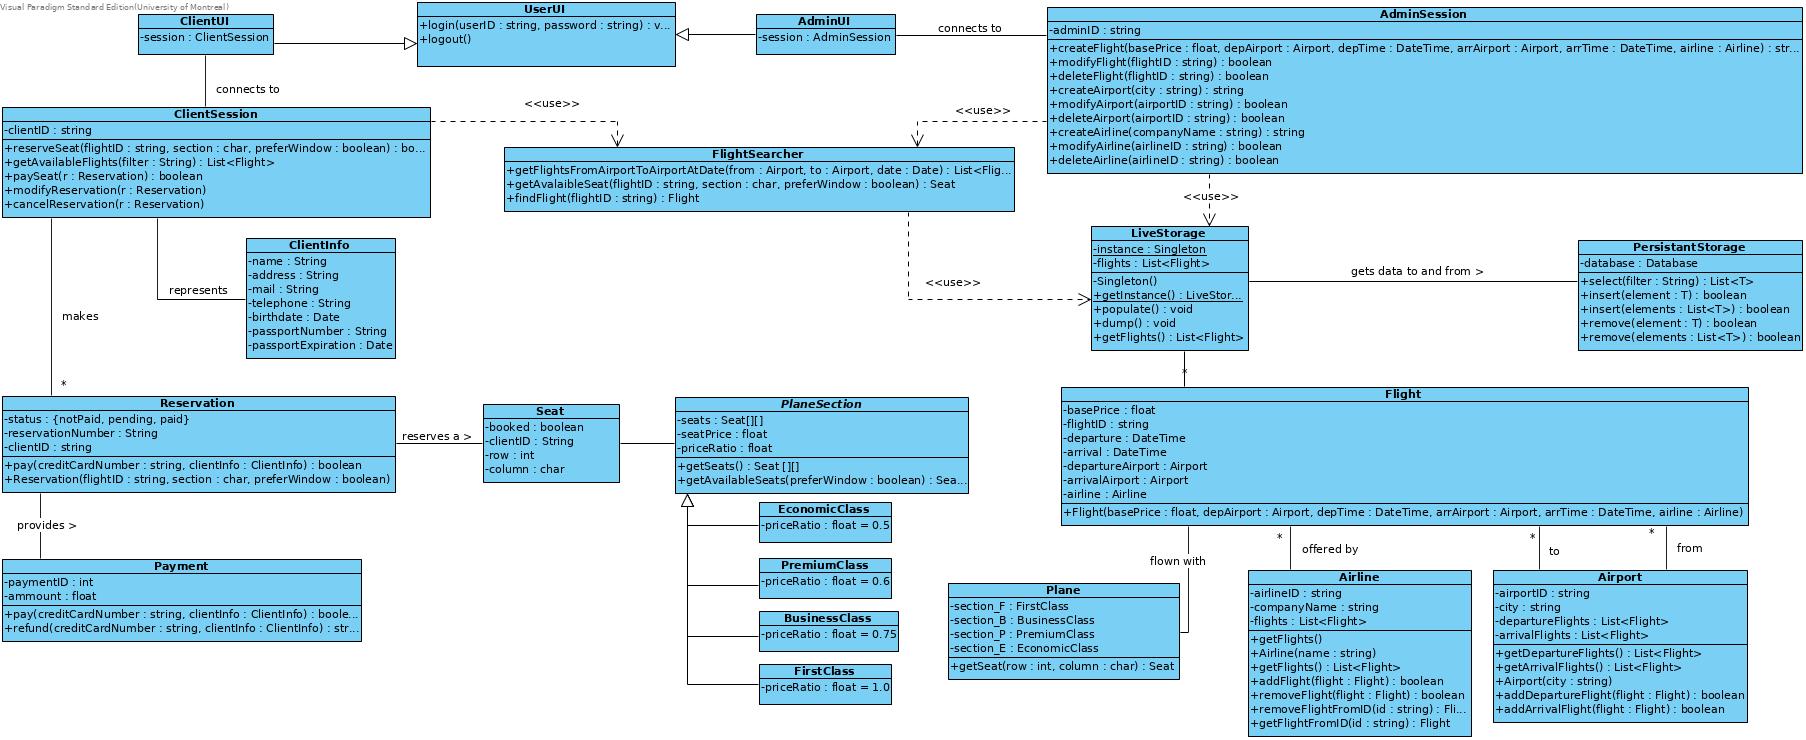 Visual Paradigm Standard Edition(University of Montreal)
ClientUI
-session : ClientSession
UserUI
+login(userID : string, password : string) : v...
+logout()
AdminUI
-session : AdminSession
connects to
AdminSession
-adminID : string
+createFlight(basePrice : float, depAirport : Airport, depTime : DateTime, arrAirport : Airport, arrTime : DateTime, airline : Airline) : str...
+modifyFlight(flightID : string) : boolean
+deleteFlight(flightID : string) : boolean
+createAirport(city : string) : string
+modifyAirport(airportID : string) : boolean
+deleteAirport(airportID : string) : boolean
+createAirline(companyName : string) : string
+modifyAirline(airlineID : string) : boolean
+deleteAirline(airlineID : string) : boolean
connects to
<<use>>
<<use>>
ClientSession
-clientID : string
+reserveSeat(flightID : string, section : char, preferWindow : boolean) : bo...
+getAvailableFlights(filter : String) : List<Flight>
+paySeat(r : Reservation) : boolean
+modifyReservation(r : Reservation)
+cancelReservation(r : Reservation)
FlightSearcher
+getFlightsFromAirportToAirportAtDate(from : Airport, to : Airport, date : Date) : List<Flig...
+getAvalaibleSeat(flightID : string, section : char, preferWindow : boolean) : Seat
+findFlight(flightID : string) : Flight
<<use>>
ClientInfo
-name : String
-address : String
-mail : String
-telephone : String
-birthdate : Date
-passportNumber : String
-passportExpiration : Date
represents
makes
*
<<use>>
LiveStorage
-instance : Singleton
-flights : List<Flight>
-Singleton()
+getInstance() : LiveStor...
+populate() : void
+dump() : void
+getFlights() : List<Flight>
gets data to and from >
PersistantStorage
-database : Database
+select(filter : String) : List<T>
+insert(element : T) : boolean
+insert(elements : List<T>) : boolean
+remove(element : T) : boolean
+remove(elements : List<T>) : boolean
*
Reservation
-status : {notPaid, pending, paid}
-reservationNumber : String
-clientID : string
+pay(creditCardNumber : string, clientInfo : ClientInfo) : boolean
+Reservation(flightID : string, section : char, preferWindow : boolean)
reserves a >
Seat
-booked : boolean
-clientID : String
-row : int
-column : char
PlaneSection
-seats : Seat[][]
-seatPrice : float
-priceRatio : float
+getSeats() : Seat [][]
+getAvailableSeats(preferWindow : boolean) : Sea...
Flight
-basePrice : float
-flightID : string
-departure : DateTime
-arrival : DateTime
-departureAirport : Airport
-arrivalAirport : Airport
-airline : Airline
+Flight(basePrice : float, depAirport : Airport, depTime : DateTime, arrAirport : Airport, arrTime : DateTime, airline : Airline)
provides >
Payment
-paymentID : int
-ammount : float
+pay(creditCardNumber : string, clientInfo : ClientInfo) : boole...
+refund(creditCardNumber : string, clientInfo : ClientInfo) : str...
EconomicClass
-priceRatio : float = 0.5
PremiumClass
-priceRatio : float = 0.6
BusinessClass
-priceRatio : float = 0.75
FirstClass
-priceRatio : float = 1.0
flown with
*
offered by
*
to
*
from
Plane
-section_F : FirstClass
-section_B : BusinessClass
-section_P : PremiumClass
-section_E : EconomicClass
+getSeat(row : int, column : char) : Seat
Airline
-airlineID : string
-companyName : string
-flights : List<Flight>
+getFlights()
+Airline(name : string)
+getFlights() : List<Flight>
+addFlight(flight : Flight) : boolean
+removeFlight(flight : Flight) : boolean
+removeFlightFromID(id : string) : Fli...
+getFlightFromID(id : string) : Flight
Airport
-airportID : string
-city : string
-departureFlights : List<Flight>
-arrivalFlights : List<Flight>
+getDepartureFlights() : List<Flight>
+getArrivalFlights() : List<Flight>
+Airport(city : string)
+addDepartureFlight(flight : Flight) : boolean
+addArrivalFlight(flight : Flight) : boolean